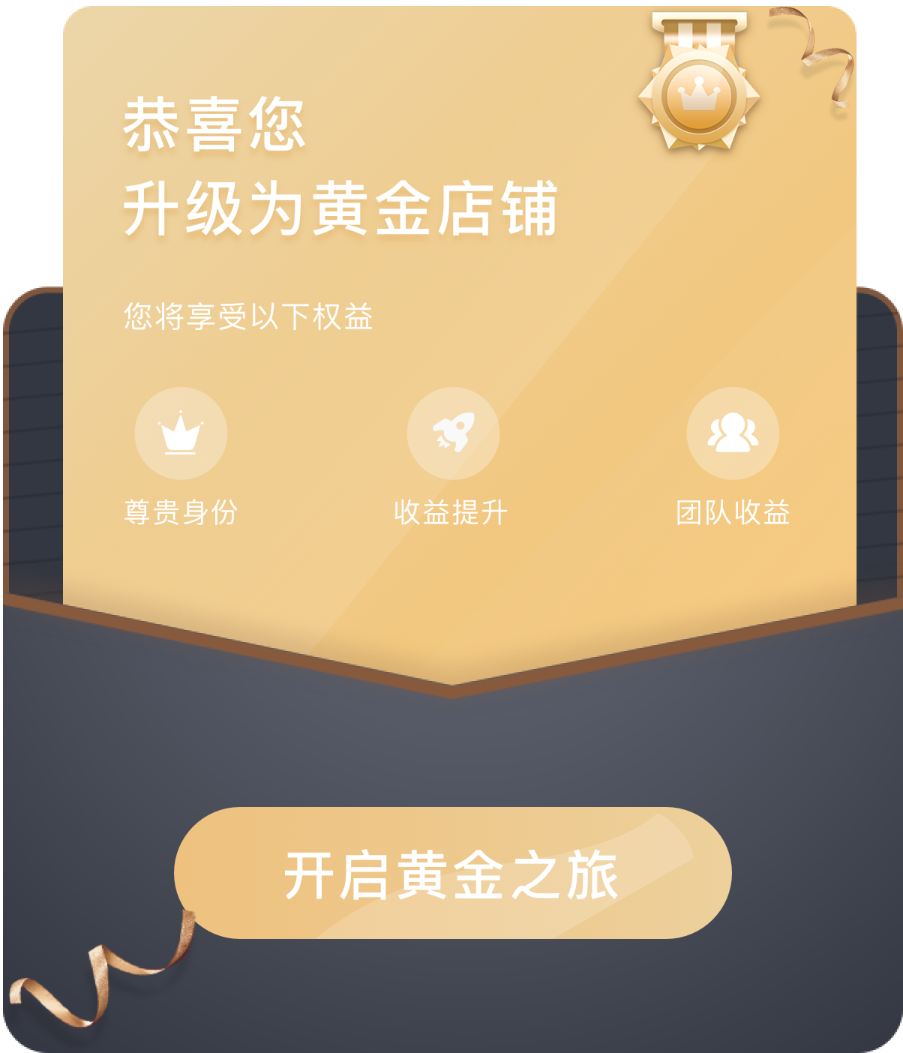 恭喜您
升级为黄金店铺
您将享受以下权益
尊贵身份 收益提升 团队收益
开启黄金之旅